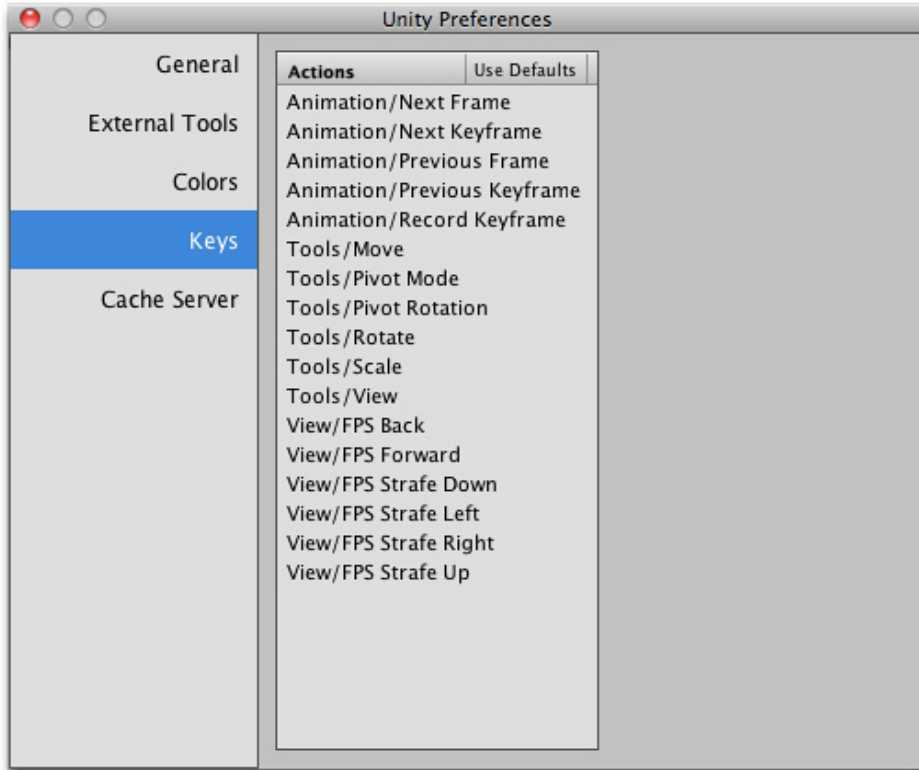 Unity Preferences
General
External Tools
Colors
Keys
Cache Server
Actions Use Defaults
Animation/Next Frame
Animation/Next Keyframe
Animation/Previous Frame
Animation/Previous Keyframe
Animation/Record Keyframe
Tools/Move
Tools/Pivot Mode
Tools/Pivot Rotation
Tools/Rotate
Tools/Scale
Tools/View
View/FPS Back
View/FPS Forward
View/FPS Strafe Down
View/FPS Strafe Left
View/FPS Strafe Right
View/FPS Strafe Up